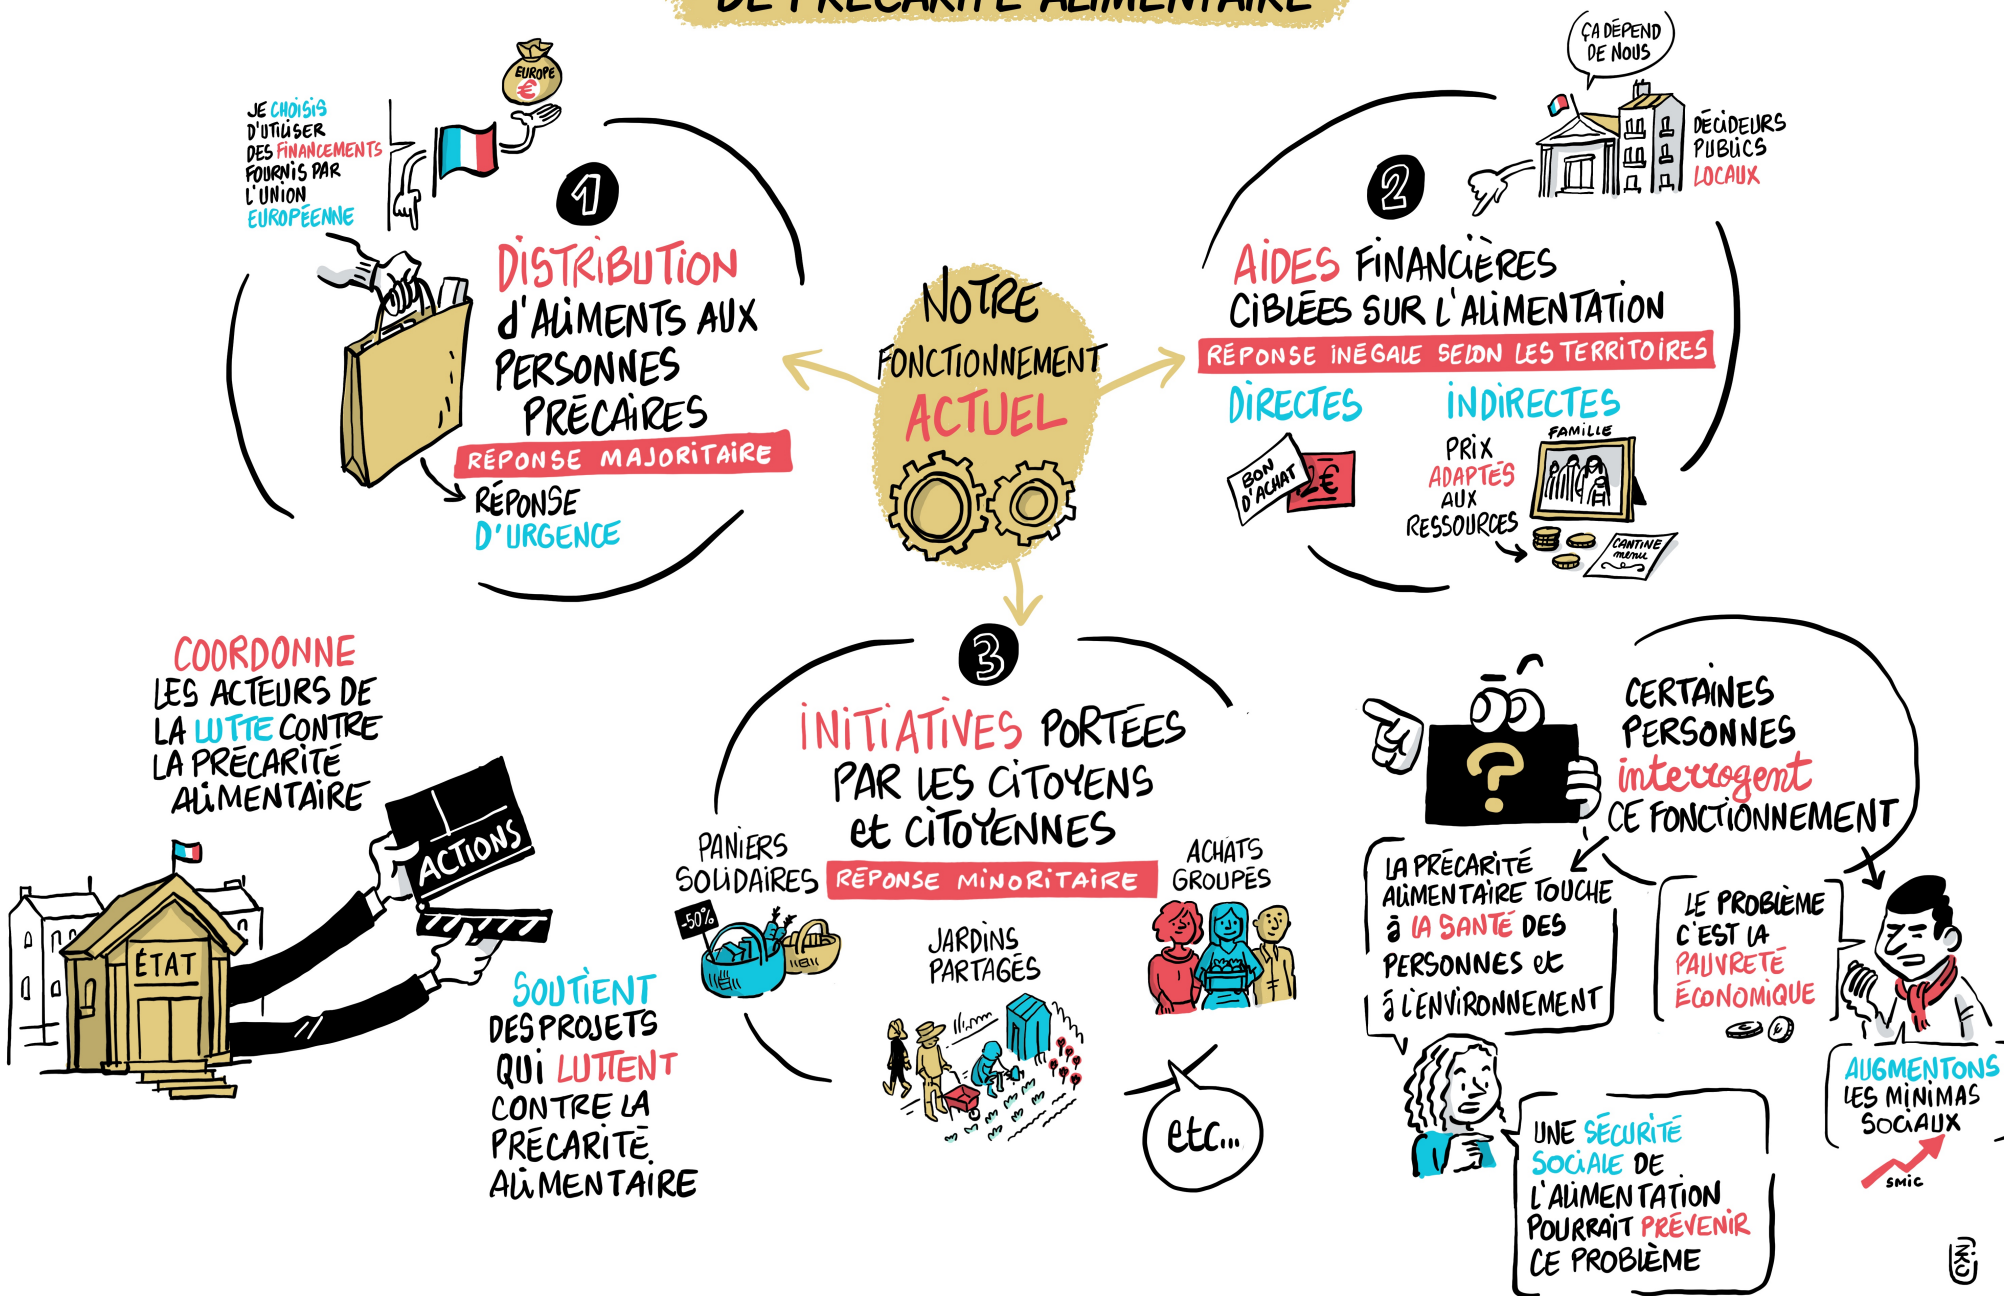 DE PRÉCARITÉ ALIMENTAIRE
JE CHOISIS
D'UTILISER
DES FINANCEMENTS
FOURNIS PAR
L'UNION
EUROPÉENNE
EUROPE
€
1
DISTRIBUTION
d'ALIMENTS AUX
PERSONNES
PRÉCAIRES
RÉPONSE MAJORITAIRE
RÉPONSE
D'URGENCE
NOTRE
FONCTIONNEMENT
ACTUEL
ÇA DÉPEND
DE NOUS
DÉCIDEURS
PUBLICS
LOCAUX
2
AIDES FINANCIÈRES
CIBLÉES SUR L'ALIMENTATION
RÉPONSE INÉGALE SELON LES TERRITOIRES
DIRECTES
BON
D'ACHAT
2€
INDIRECTES
PRIX
ADAPTÉS
AUX
RESSOURCES
FAMILLE
CANTINE
menu
COORDONNE
LES ACTEURS DE
LA LUTTE CONTRE
LA PRÉCARITÉ
ALIMENTAIRE
ACTIONS
ÉTAT
SOUTIENT
DES PROJETS
QUI LUTTENT
CONTRE LA
PRÉCARITÉ
ALIMENTAIRE
3
INITIATIVES PORTÉES
PAR LES CITOYENS
et CITOYENNES
RÉPONSE MINORITAIRE
PANIERS
SOLIDAIRES
-50%
JARDINS
PARTAGÉS
ACHATS
GROUPÉS
etc...
?
CERTAINES
PERSONNES
interrogent
CE FONCTIONNEMENT
LA PRÉCARITÉ
ALIMENTAIRE TOUCHE
à LA SANTÉ DES
PERSONNES et
à L'ENVIRONNEMENT
UNE SÉCURITÉ
SOCIALE DE
L'ALIMENTATION
POURRAIT PRÉVENIR
CE PROBLÈME
LE PROBLÈME
C'EST LA
PAUVRETÉ
ÉCONOMIQUE
AUGMENTONS
LES MINIMAS
SOCIAUX
SMIC